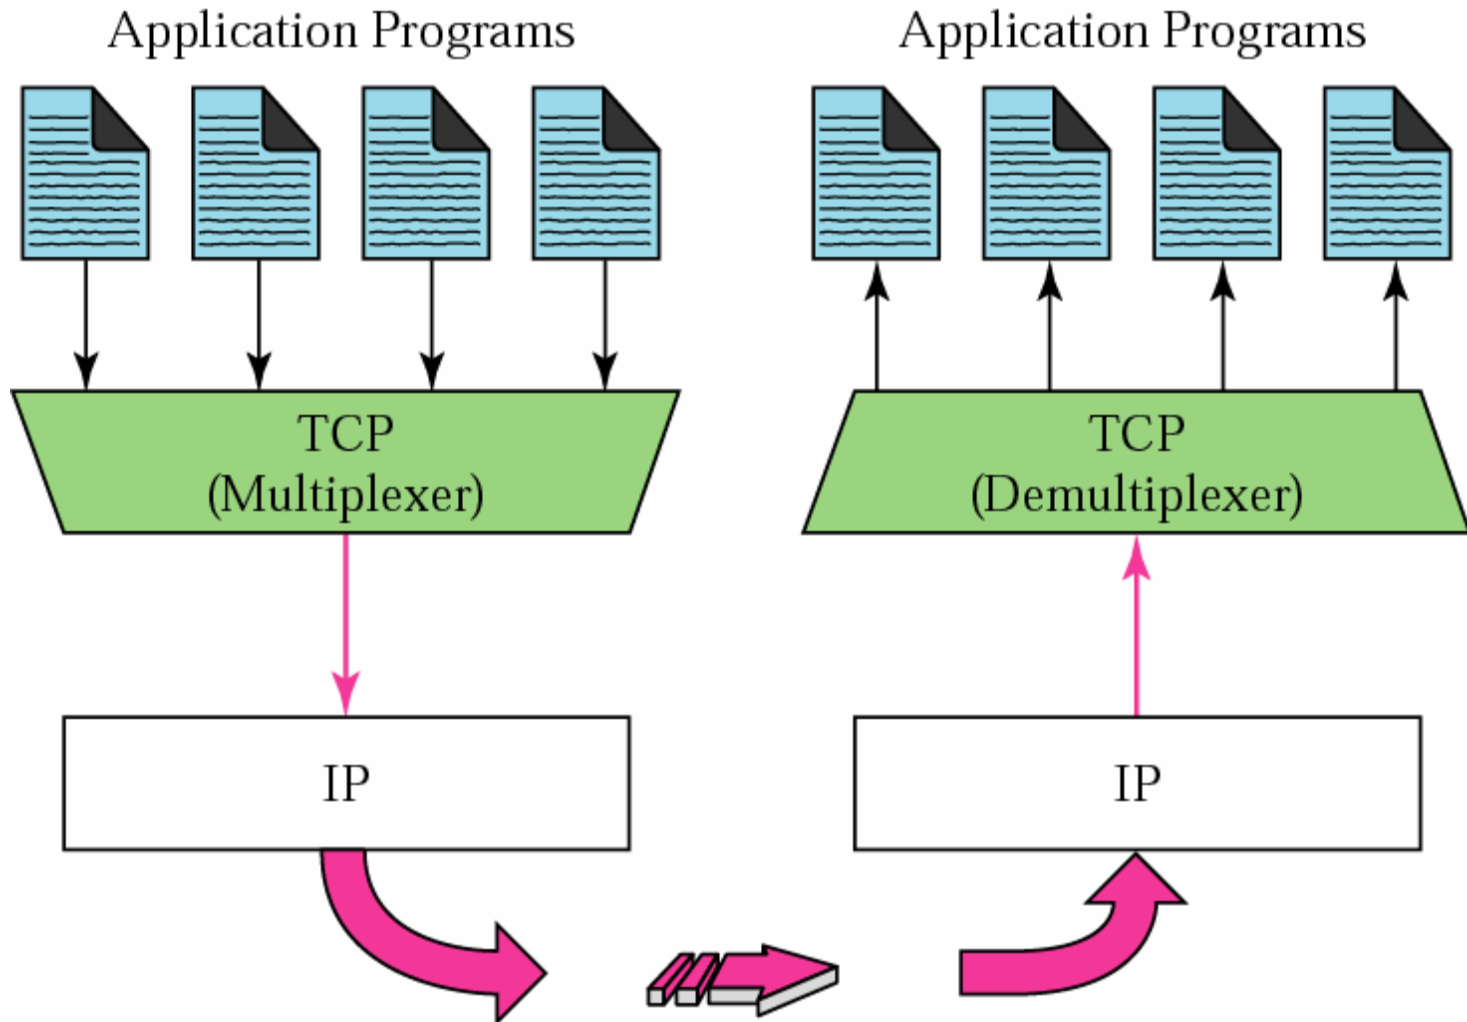 Application Programs
TCP
(Multiplexer)
IP
Application Programs
TCP
(Demultiplexer)
IP